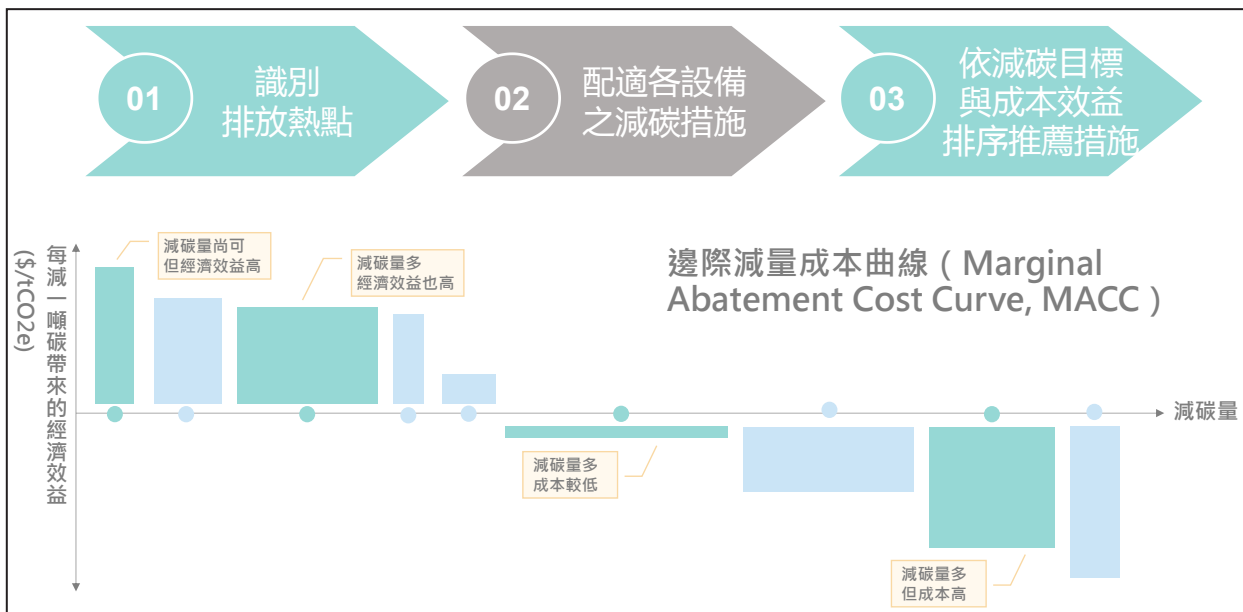 01
識別
排放熱點
02
配適各設備
之減碳措施
03
依減碳目標
與成本效益
排序推薦措施
每減一噸碳帶來的經濟效益
($/tCO2e)
減碳量尚可
但經濟效益高
減碳量多
經濟效益也高
邊際減量成本曲線（Marginal
Abatement Cost Curve, MACC）
減碳量
減碳量多
成本較低
減碳量多
但成本高